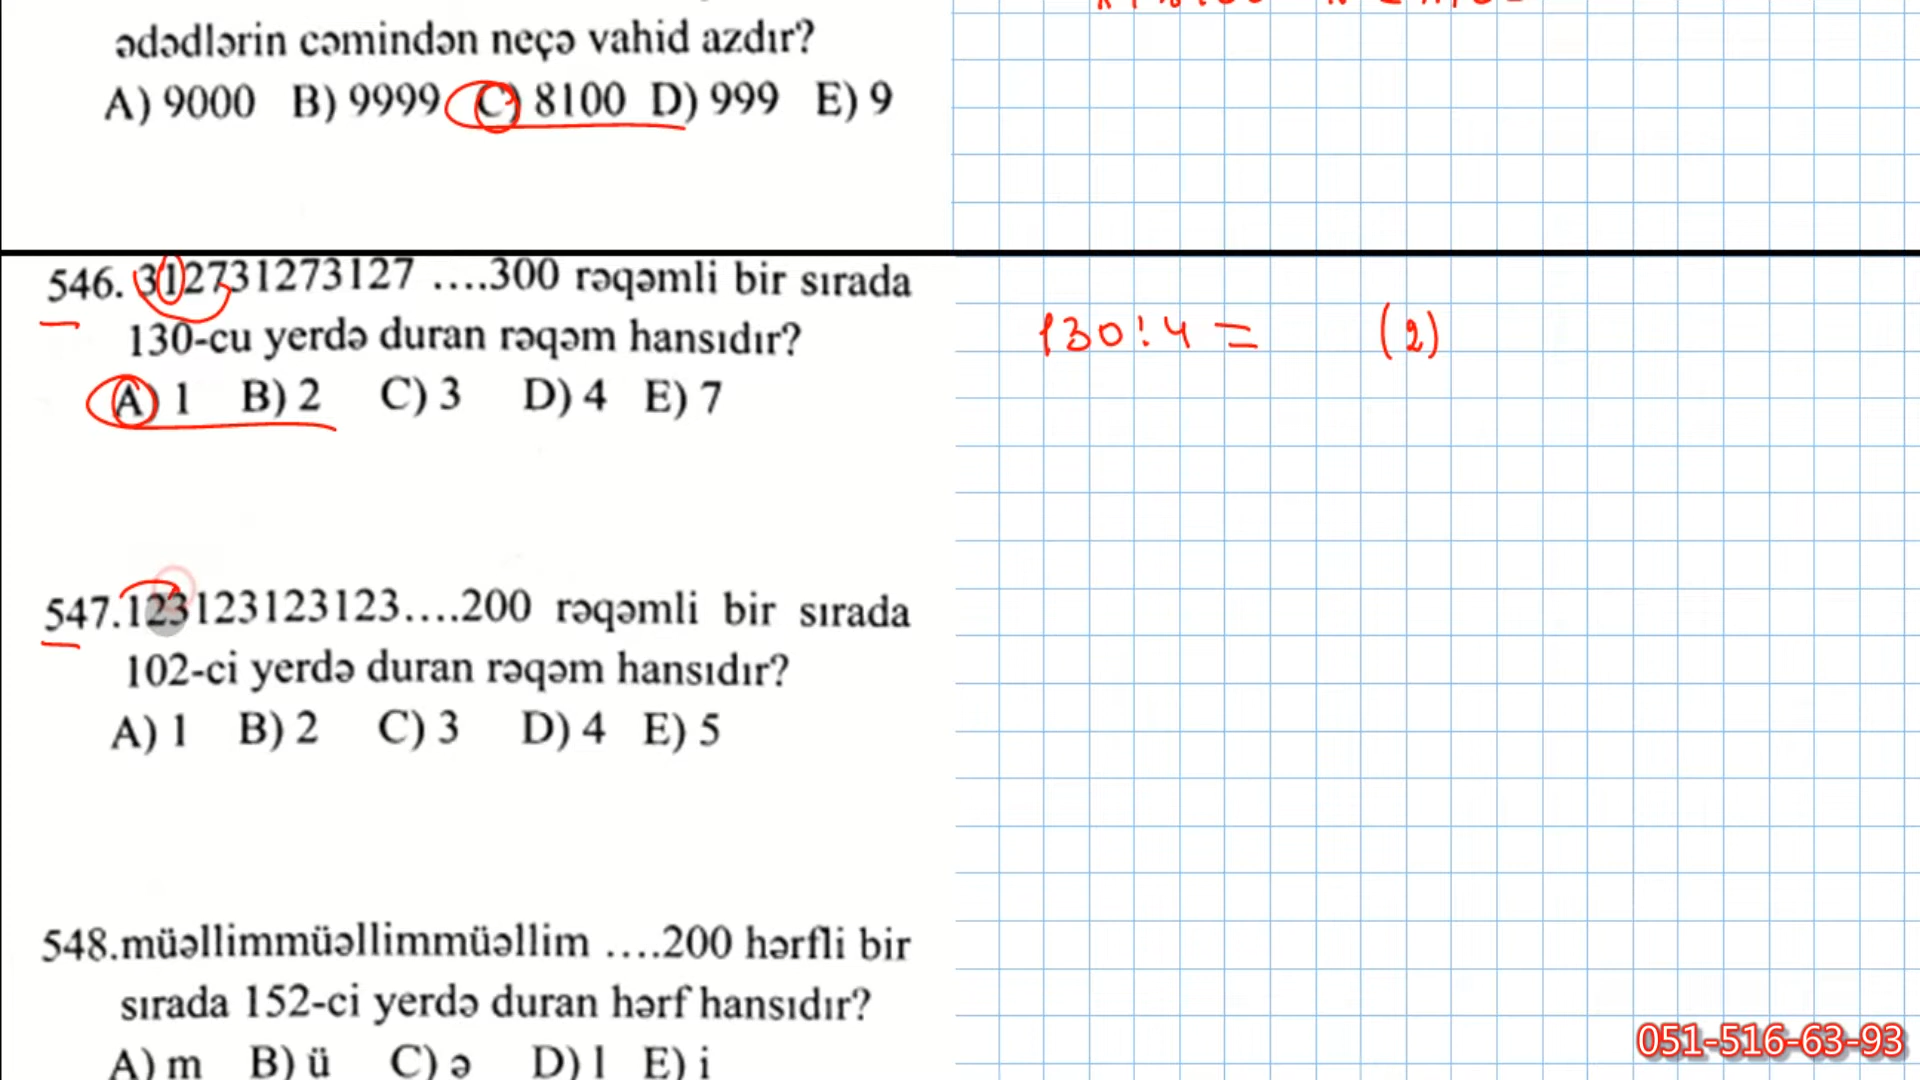 ədədlərin cəmindən neçə vahid azdır?
A) 9000 B) 9999 C) 8100 D) 999 E) 9
546. 312731273127 ....300 rəqəmli bir sırada
130-cu yerdə duran rəqəm hansıdır?
A) 1 B) 2 C) 3 D) 4 E) 7
130:4= (2)
547.123123123123....200 rəqəmli bir sırada
102-ci yerdə duran rəqəm hansıdır?
A) 1 B) 2 C) 3 D) 4 E) 5
548.müəllimmüəllimmüəllim ....200 hərfli bir
sırada 152-ci yerdə duran hərf hansıdır?
A) m B) ü C) ə D) l E) i
051-516-63-93